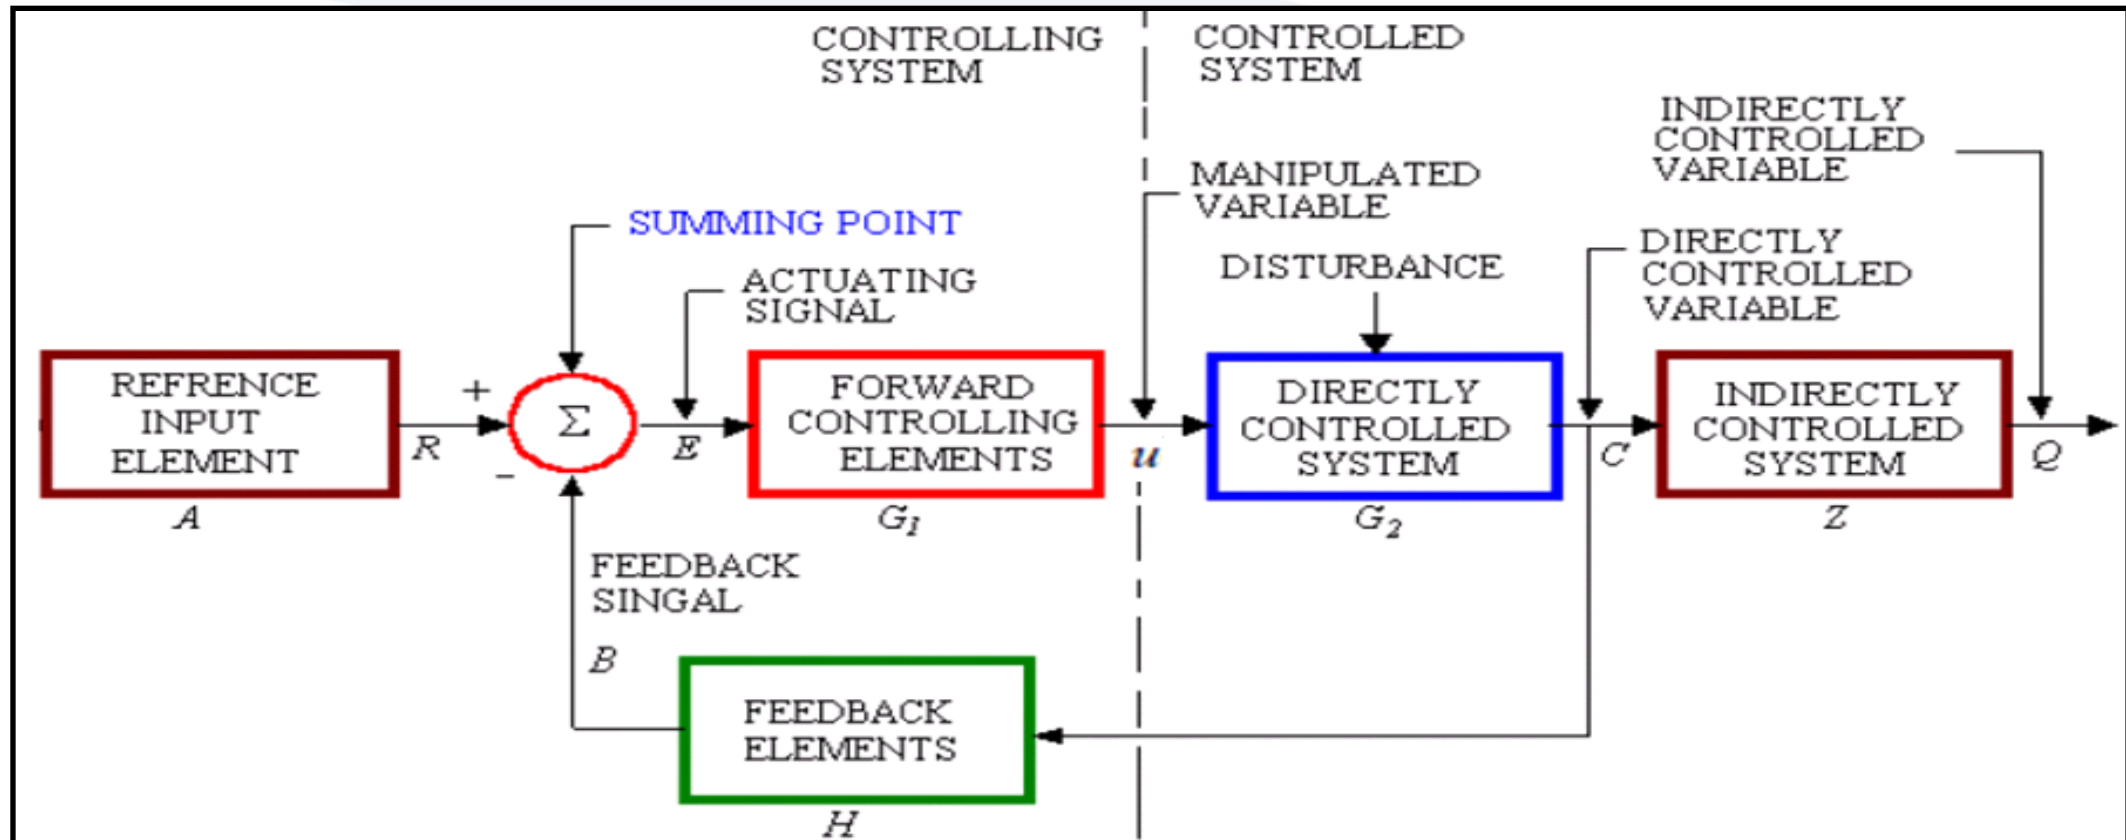 CONTROLLING
SYSTEM
CONTROLLED
SYSTEM
INDIRECTLY
CONTROLLED
VARIABLE
MANIPULATED
VARIABLE
SUMMING POINT
DIRECTLY
CONTROLLED
VARIABLE
DISTURBANCE
ACTUATING
SIGNAL
REFRENCE
INPUT
ELEMENT
A
R
+
-
Σ
E
FORWARD
CONTROLLING
ELEMENTS
G1
u
DIRECTLY
CONTROLLED
SYSTEM
G2
C
INDIRECTLY
CONTROLLED
SYSTEM
Z
Q
FEEDBACK
SINGAL
B
FEEDBACK
ELEMENTS
H